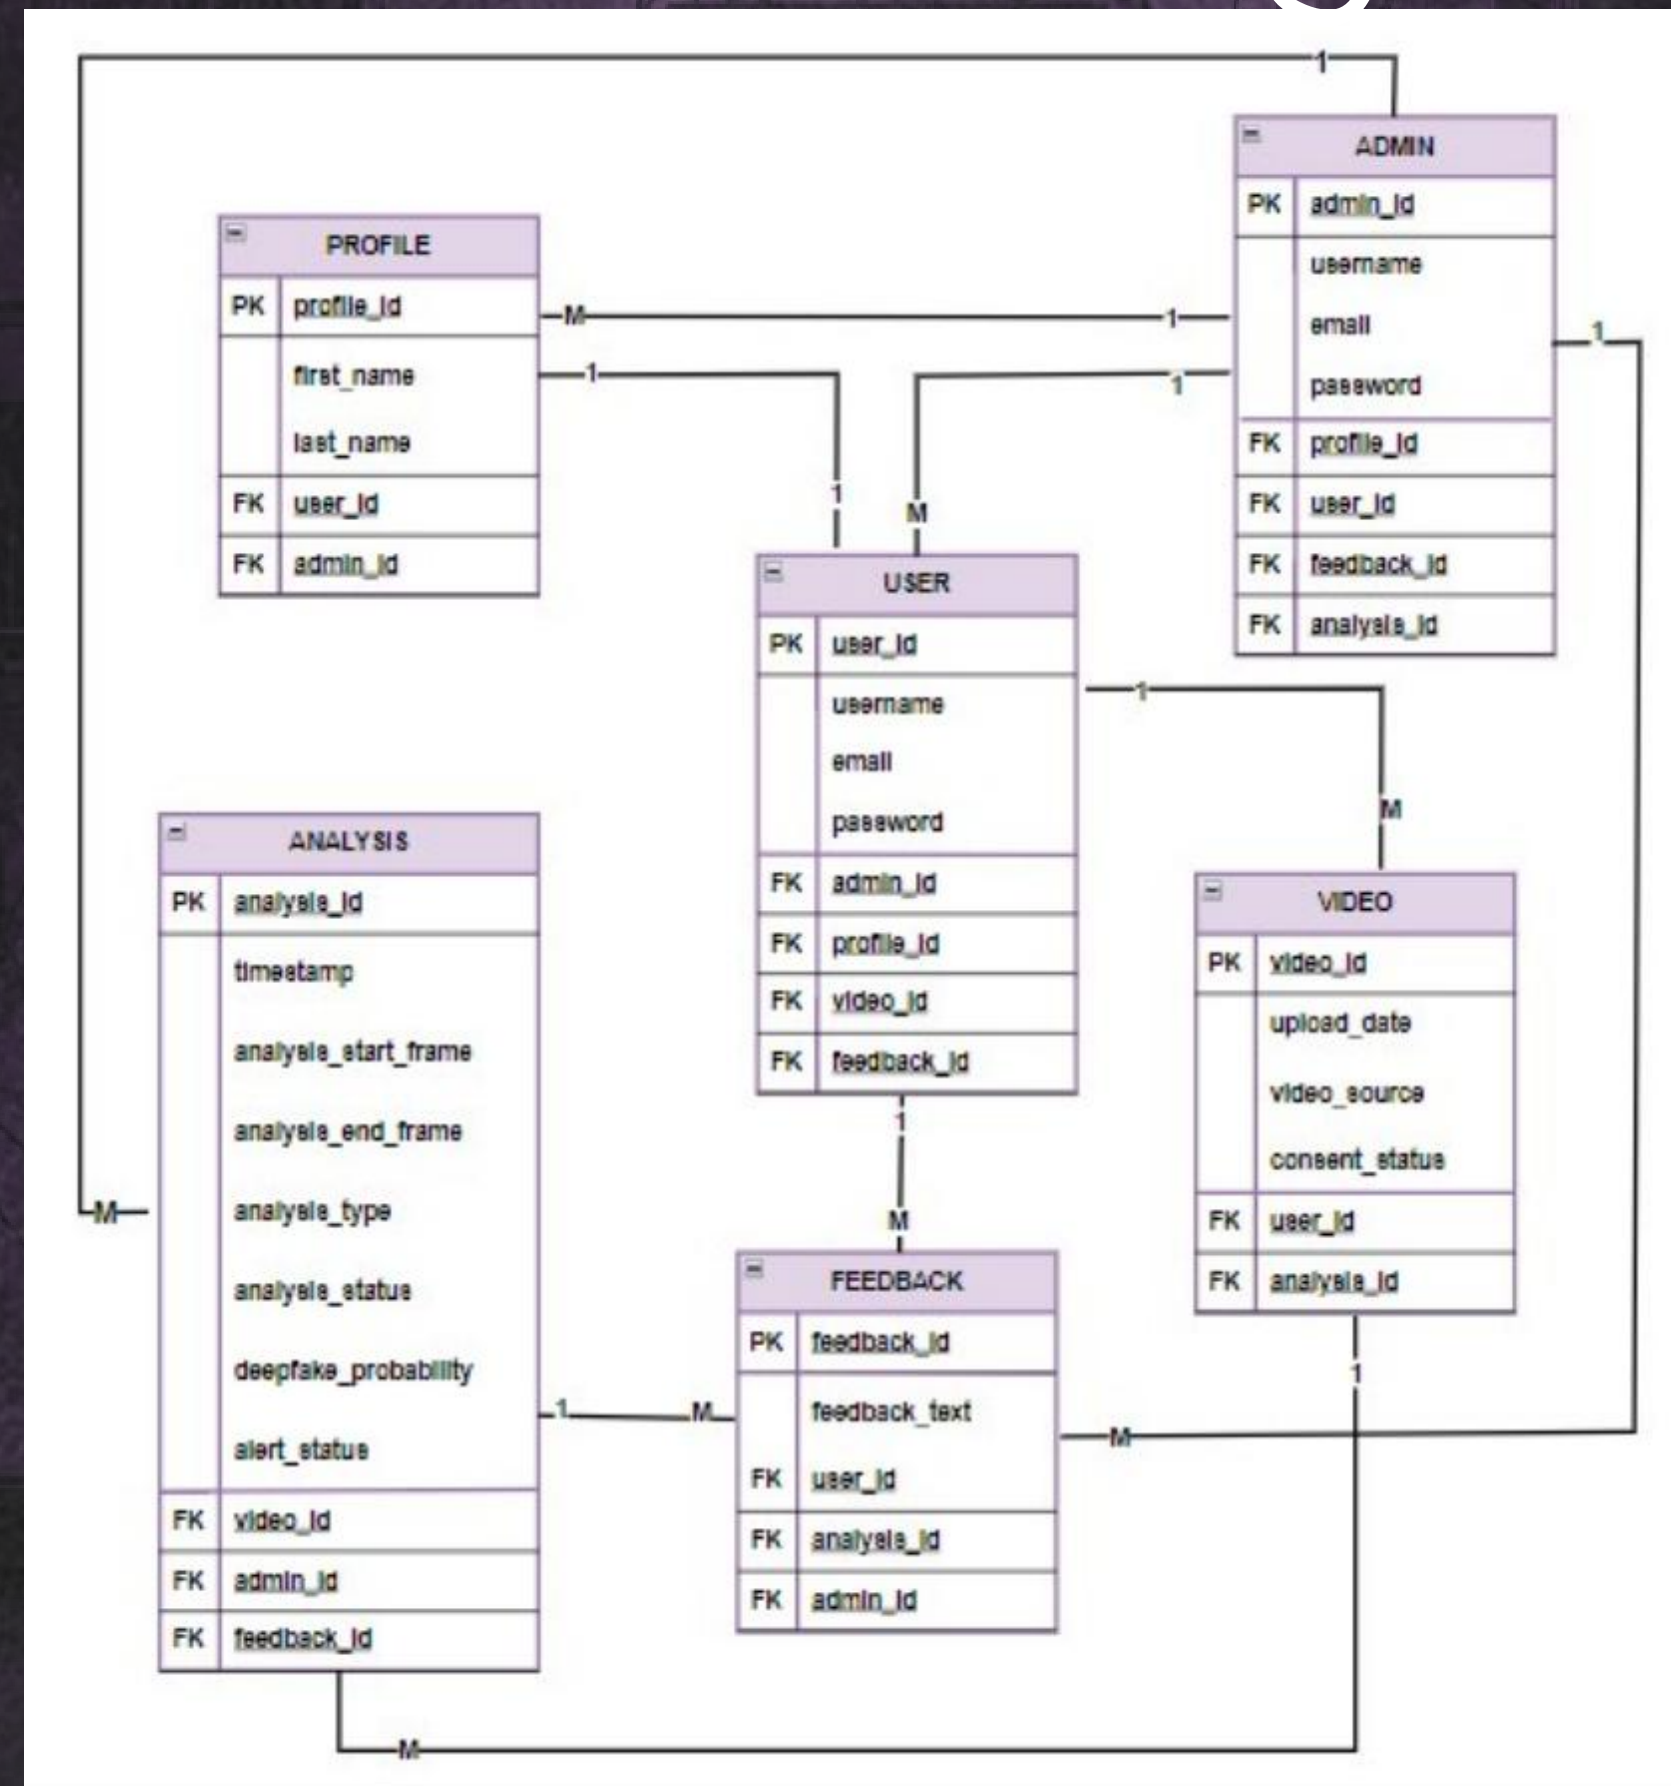 1
ADMIN
PK admin_id
username
email
password
FK profile_id
FK user_id
FK feedback_id
FK analysis_id
PROFILE
PK profile_id
first_name
last_name
FK user_id
FK admin_id
M
1
1
1
1
M
1
USER
PK user_id
username
email
password
FK admin_id
FK profile_id
FK video_id
FK feedback_id
1
M
ANALYSIS
PK analysis_id
timestamp
analysis_start_frame
analysis_end_frame
analysis_type
analysis_status
deepfake_probability
alert_status
FK video_id
FK admin_id
FK feedback_id
M
VIDEO
PK video_id
upload_date
video_source
consent_status
FK user_id
FK analysis_id
1
M
FEEDBACK
PK feedback_id
feedback_text
FK user_id
FK analysis_id
FK admin_id
1
M
M
1
M